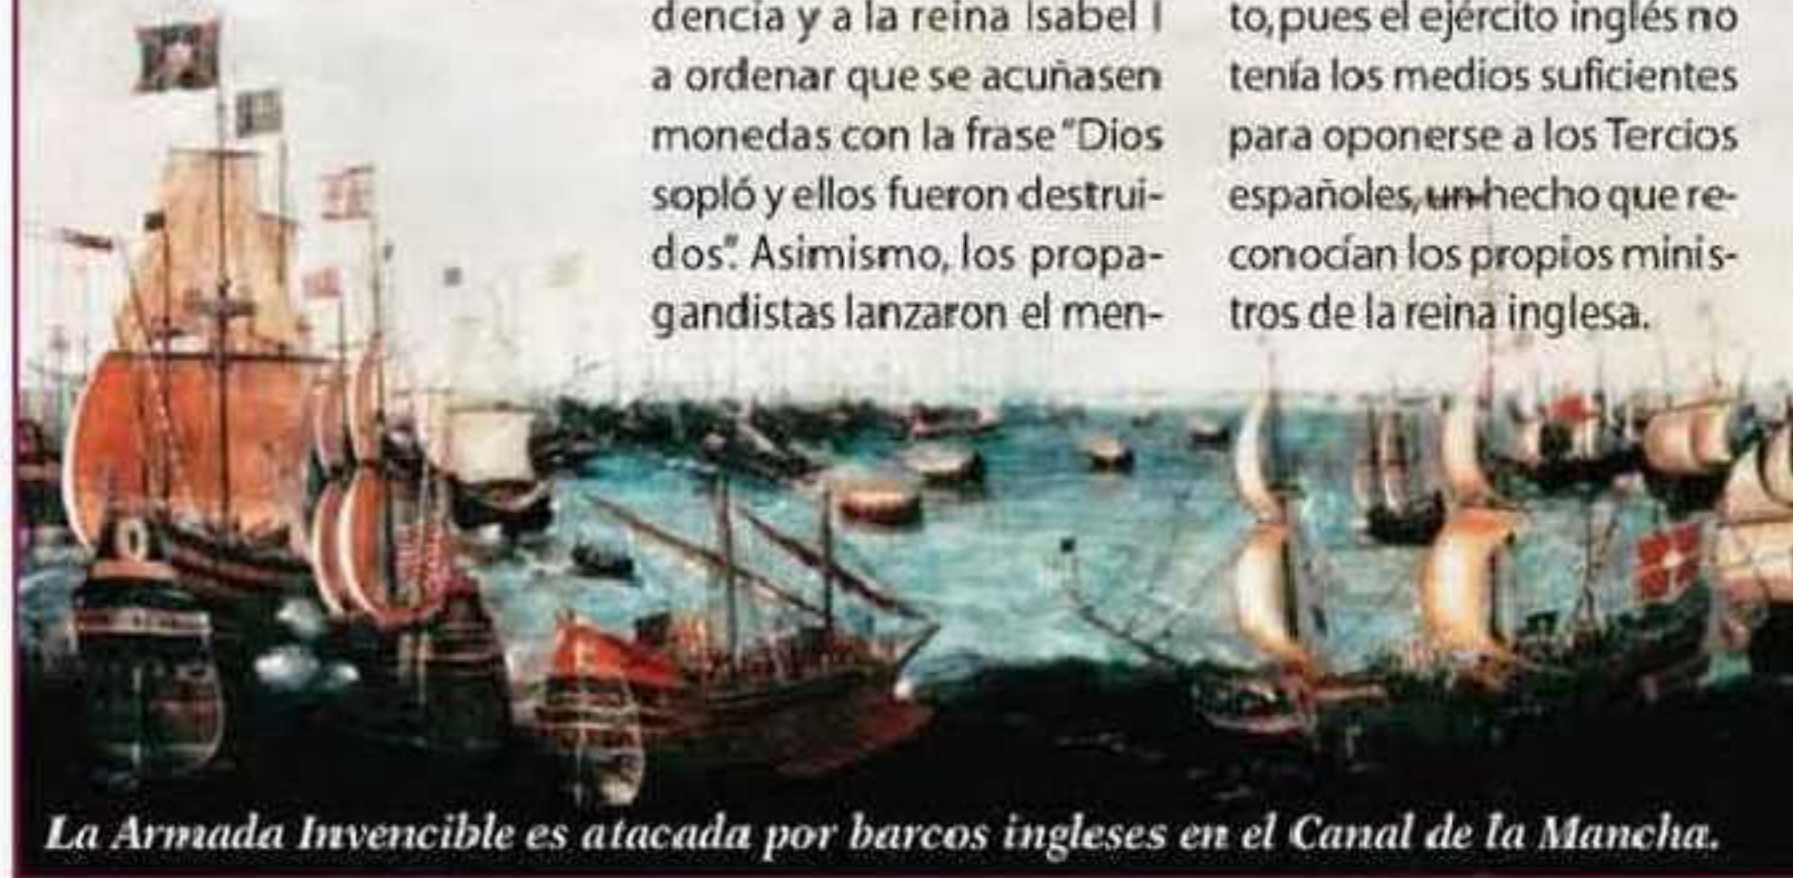 dencia y a la reina Isabel I
a ordenar que se acuñasen
monedas con la frase "Dios
sopló y ellos fueron destrui-
dos". Asimismo, los propa-
gandistas lanzaron el men-
to, pues el ejército inglés no
tenía los medios suficientes
para oponerse a los Tercios
españoles, un hecho que re-
conocían los propios minis-
tros de la reina inglesa.
La Armada Invencible es atacada por barcos ingleses en el Canal de la Mancha.